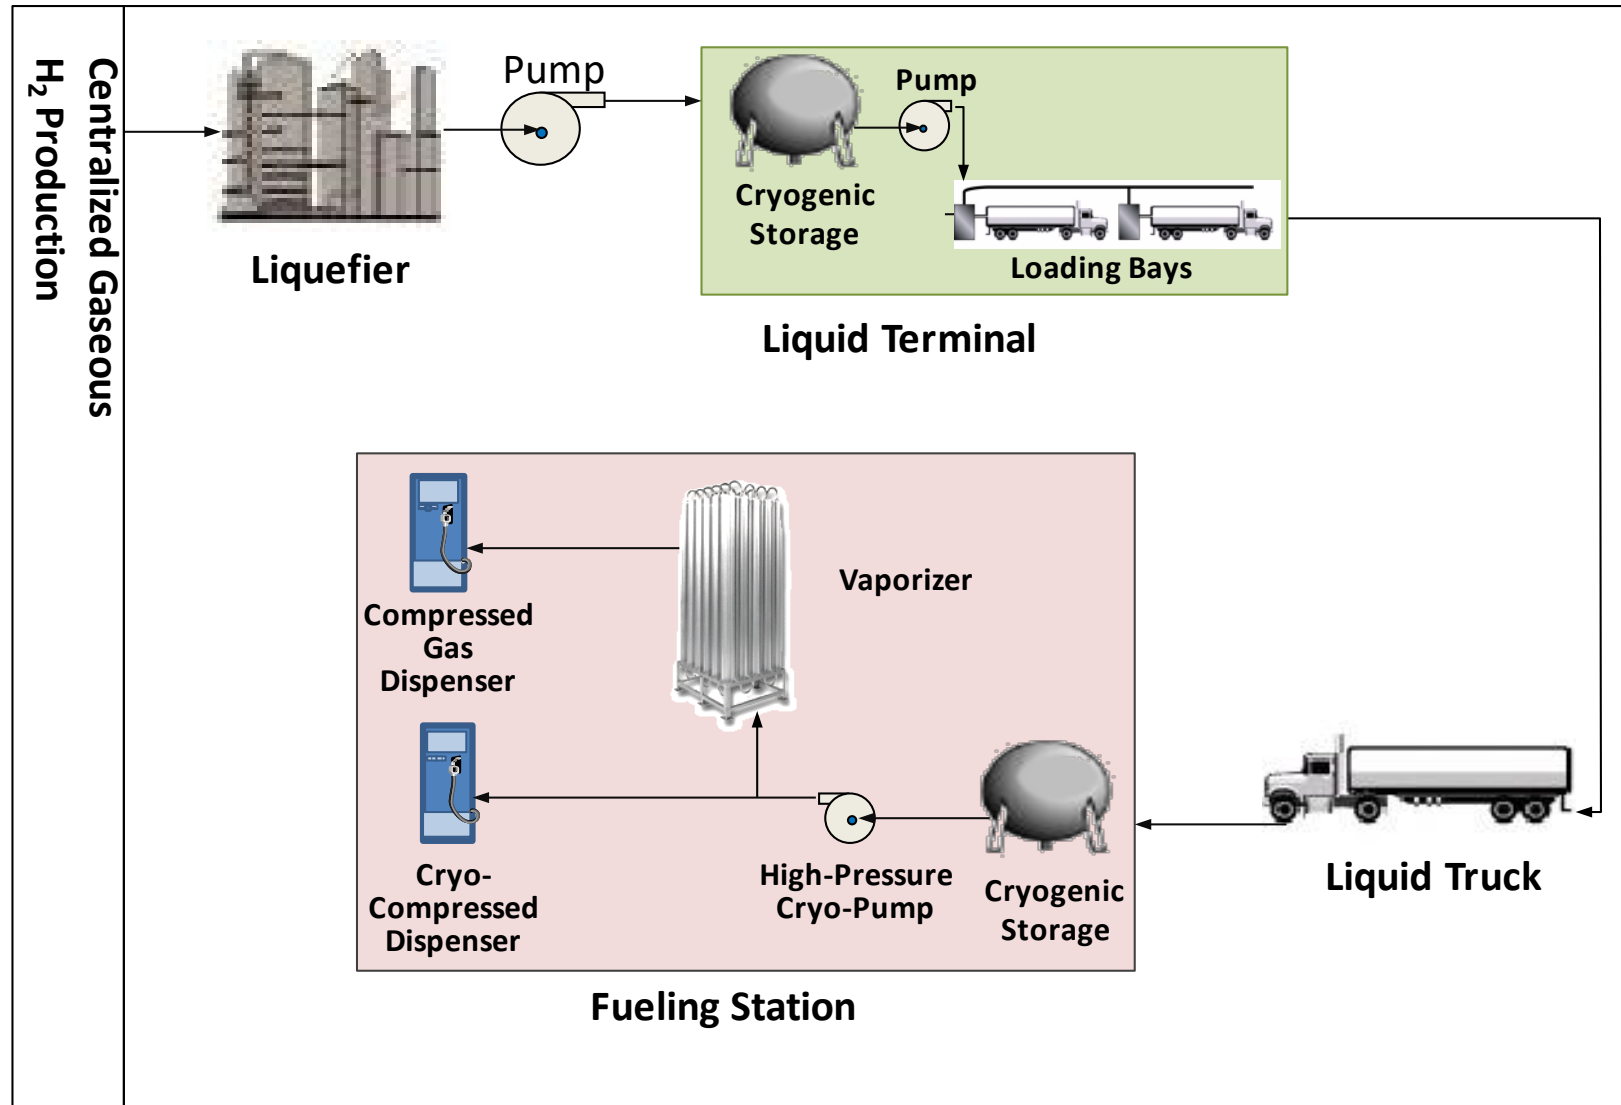 Centralized Gaseous
H₂ Production
Pump
Liquefier
Pump
Cryogenic
Storage
Loading Bays
Liquid Terminal
Vaporizer
Compressed
Gas
Dispenser
Cryo-
Compressed
Dispenser
High-Pressure
Cryo-Pump
Cryogenic
Storage
Liquid Truck
Fueling Station